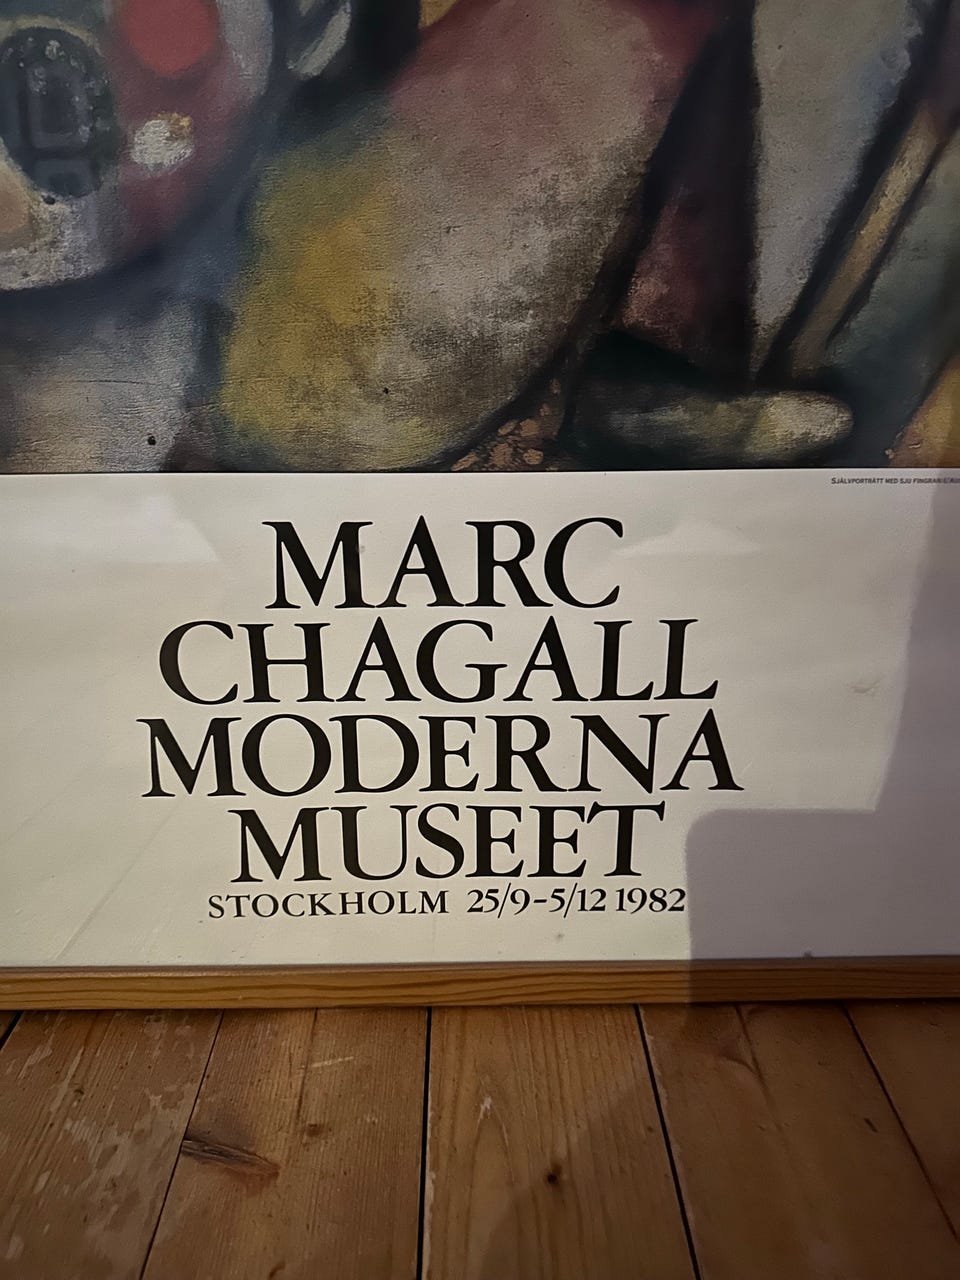 SJÄLVPORTRÄTT MED SJU FINGRAR
MARC
CHAGALL
MODERNA
MUSEET
STOCKHOLM 25/9–5/12 1982